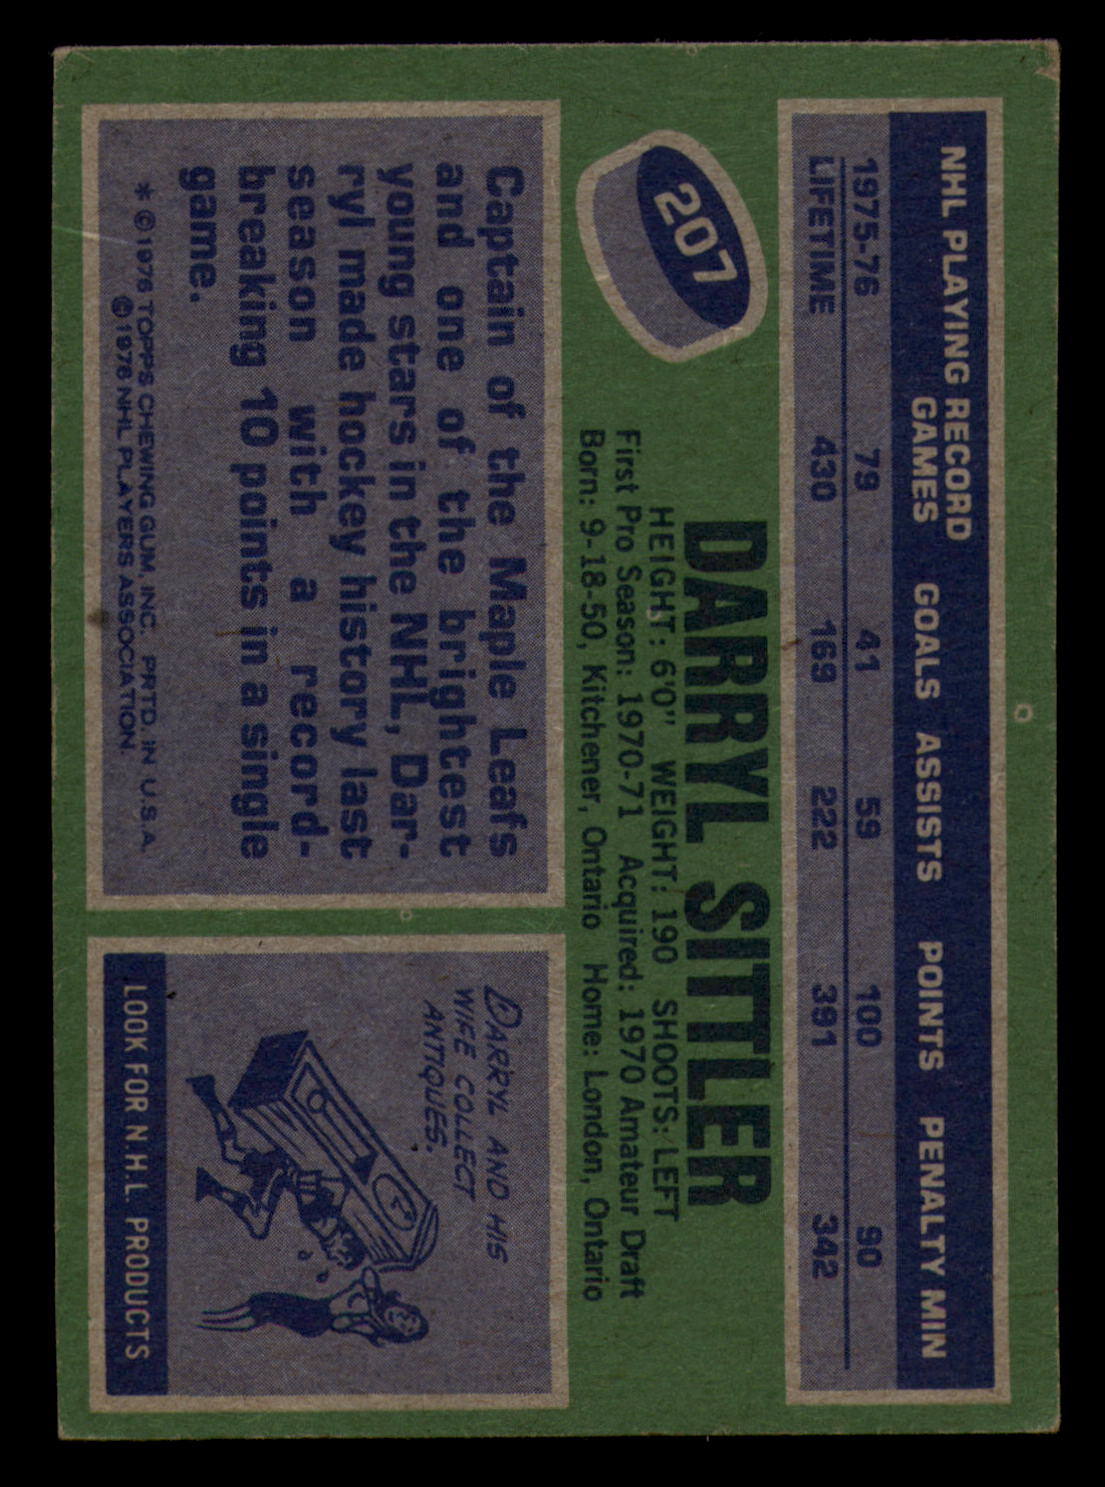 NHL PLAYING RECORD
GAMES GOALS ASSISTS POINTS PENALTY MIN
1975-76 79 41 59 100 90
LIFETIME 430 169 222 391 342
207
DARRYL SITTLER
HEIGHT: 6'0" WEIGHT: 190 SHOOTS: LEFT
First Pro Season: 1970-71 Acquired: 1970 Amateur Draft
Born: 9-18-50, Kitchener, Ontario Home: London, Ontario
Captain of the Maple Leafs
and one of the brightest
young stars in the NHL, Dar-
ryl made hockey history last
season with a record-
breaking 10 points in a single
game.
* © 1976 TOPPS CHEWING GUM, INC. PRTD. IN U.S.A.
© 1976 NHL PLAYERS ASSOCIATION.
DARRYL AND HIS
WIFE COLLECT
ANTIQUES.
LOOK FOR N.H.L. PRODUCTS